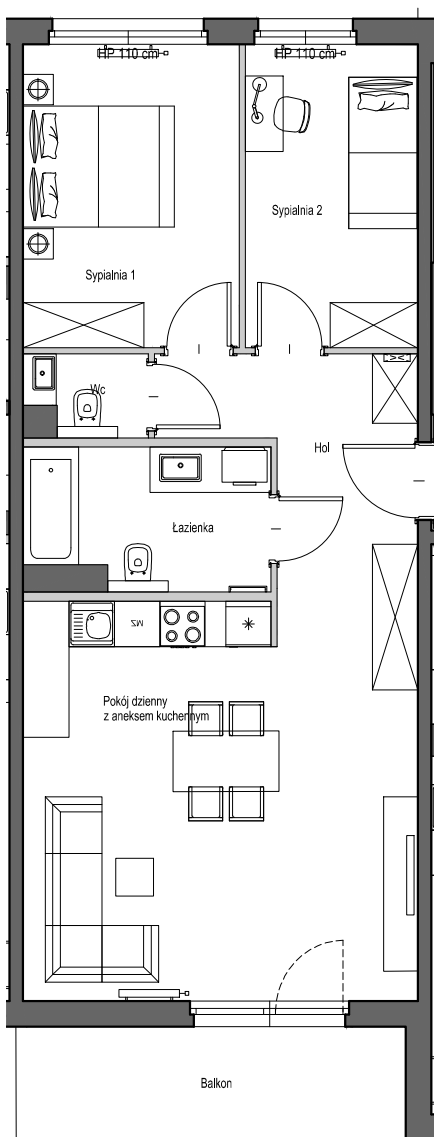 HP 110 cm
HP 110 cm
Sypialnia 2
Sypialnia 1
Wc
Hol
Łazienka
ZM
Pokój dzienny
z aneksem kuchennym
Balkon